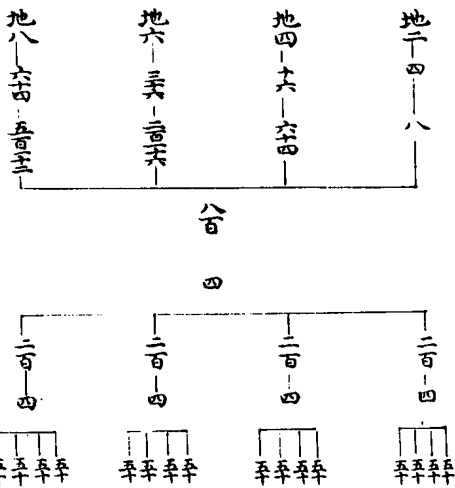 地二 四 八
地四 十六 六十四
地六 三十六 二百十六
地八 六十四 五百十二
八百
四
二百 四
二百 四
二百 四
二百 四
五十 五十 五十 五十
五十 五十 五十 五十
五十 五十 五十 五十
五十 五十 五十 五十